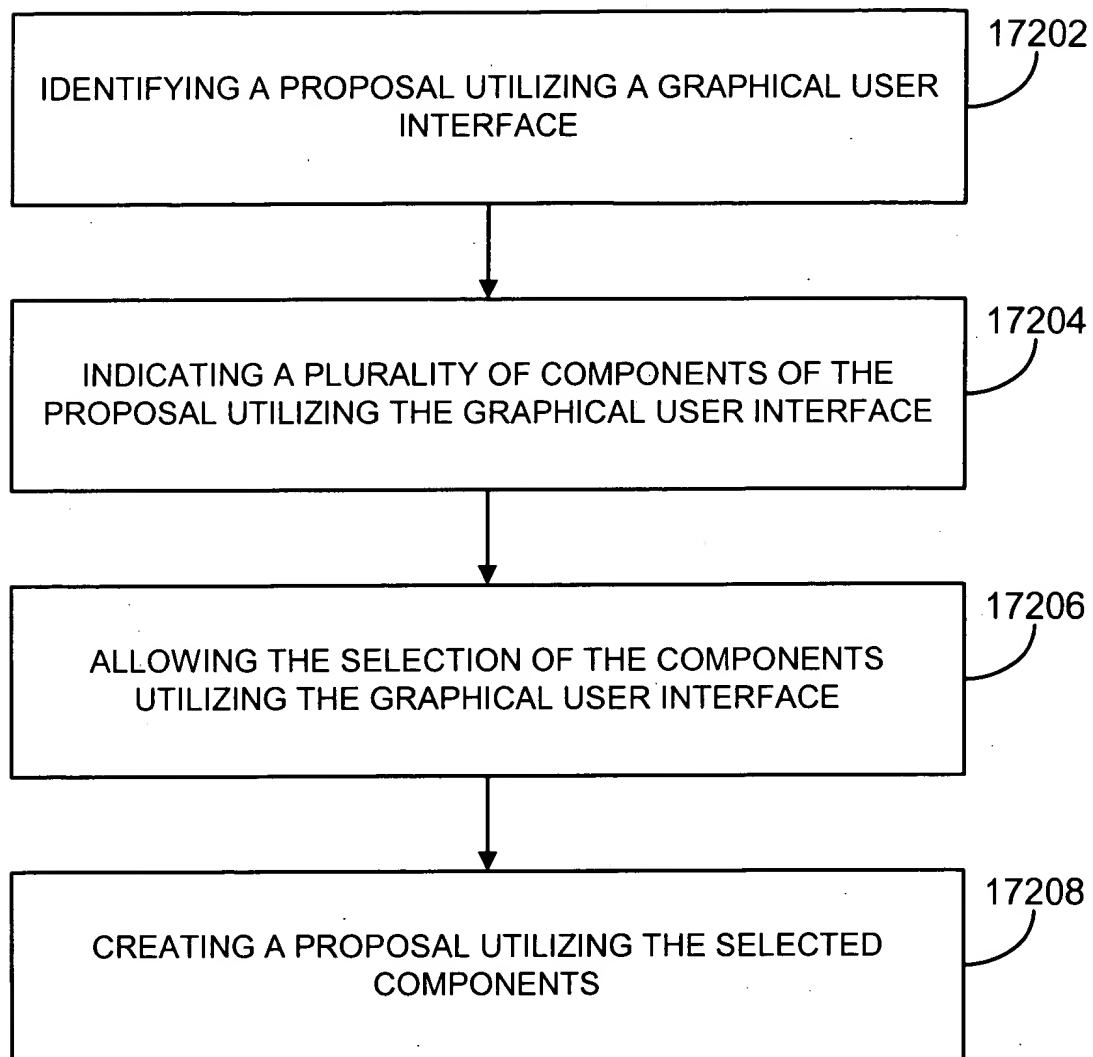 17202
IDENTIFYING A PROPOSAL UTILIZING A GRAPHICAL USER
INTERFACE
17204
INDICATING A PLURALITY OF COMPONENTS OF THE
PROPOSAL UTILIZING THE GRAPHICAL USER INTERFACE
17206
ALLOWING THE SELECTION OF THE COMPONENTS
UTILIZING THE GRAPHICAL USER INTERFACE
17208
CREATING A PROPOSAL UTILIZING THE SELECTED
COMPONENTS